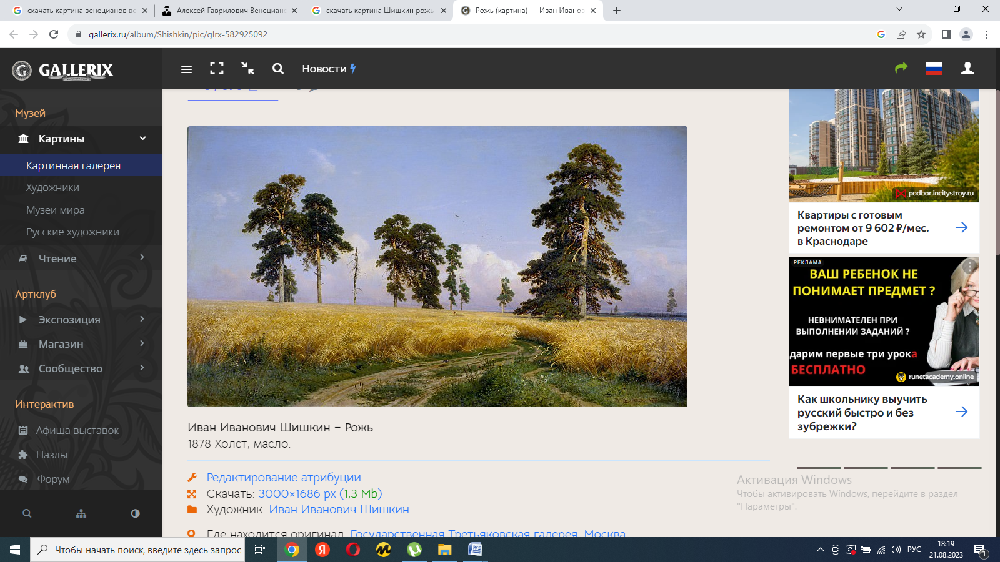 скачать картина венецианов ве
Алексей Гаврилович Венециано
скачать картина Шишкин рожь
Рожь (картина) — Иван Иванов
gallerix.ru/album/Shishkin/pic/glrx-582925092
GALLERIX
Новости
Музей
Картины
Картинная галерея
Художники
Музеи мира
Русские художники
Чтение
Артклуб
Экспозиция
Магазин
Сообщество
Интерактив
Афиша выставок
Пазлы
Форум
Иван Иванович Шишкин – Рожь
1878 Холст, масло.
Редактирование атрибуции
Скачать: 3000×1686 px (1,3 Mb)
Художник: Иван Иванович Шишкин
Где находится оригинал: Государственная Третьяковская галерея, Москва
podbor.incitystroy.ru
Квартиры с готовым
ремонтом от 9 602 ₽/мес.
в Краснодаре
РЕКЛАМА
ВАШ РЕБЕНОК НЕ
ПОНИМАЕТ ПРЕДМЕТ ?
НЕВНИМАТЕЛЕН ПРИ
ВЫПОЛНЕНИИ ЗАДАНИЙ ?
дарим первые три урока
БЕСПЛАТНО
runetacademy.online
Как школьнику выучить
русский быстро и без
зубрежки?
Активация Windows
Чтобы активировать Windows, перейдите в раздел
"Параметры".
Чтобы начать поиск, введите здесь запрос
РУС
18:19
21.08.2023
1